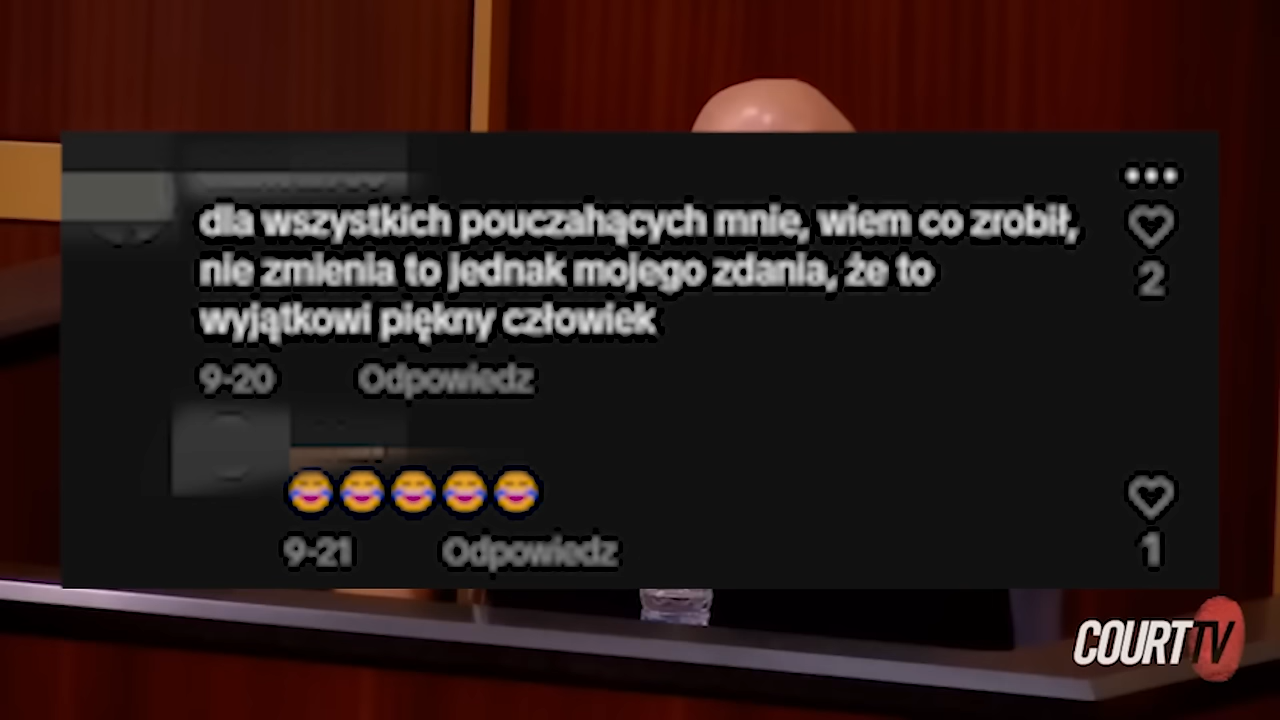 dla wszystkich pouczahących mnie, wiem co zrobił,
nie zmienia to jednak mojego zdania, że to
wyjątkowi piękny człowiek
2
9-20 Odpowiedz
😂😂😂😂😂
9-21 Odpowiedz
1
COURT TV